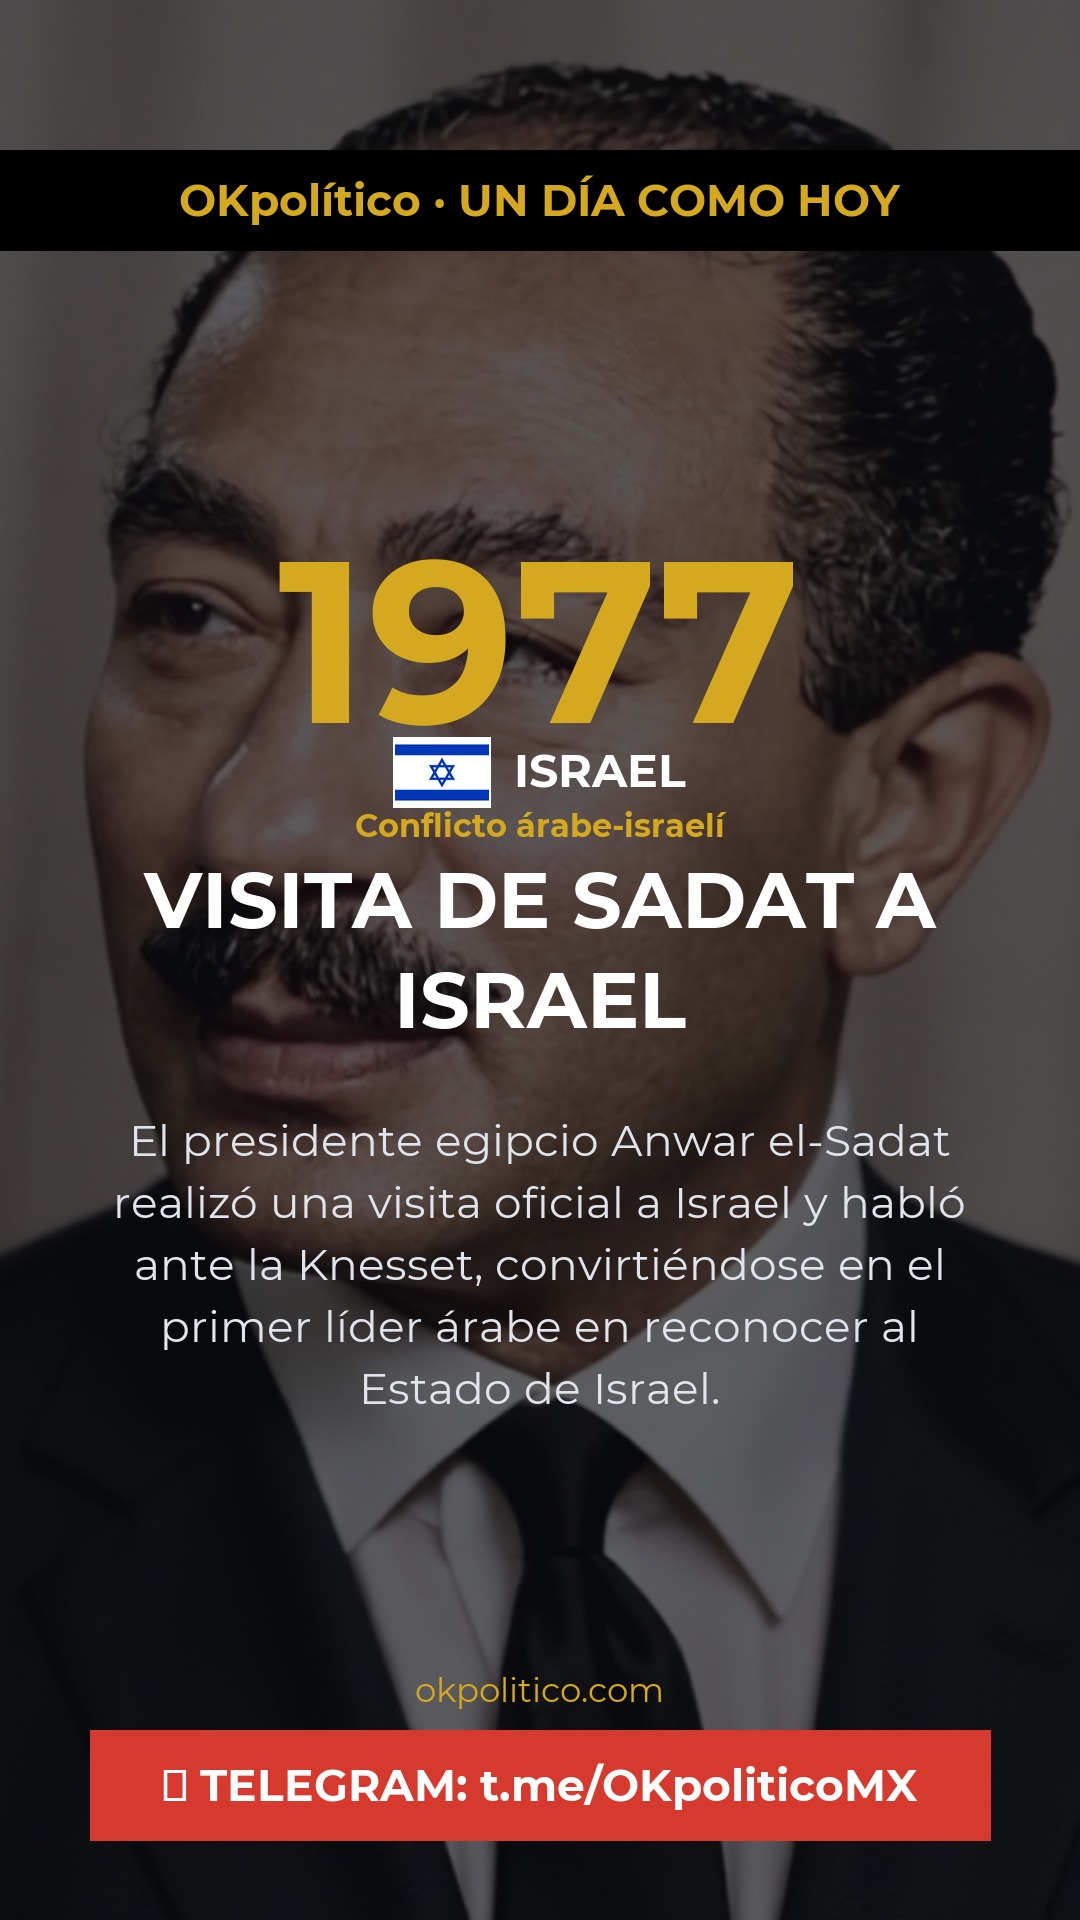 OKpolítico · UN DÍA COMO HOY
1977
ISRAEL
Conflicto árabe-israelí
VISITA DE SADAT A
ISRAEL
El presidente egipcio Anwar el-Sadat
realizó una visita oficial a Israel y habló
ante la Knesset, convirtiéndose en el
primer líder árabe en reconocer al
Estado de Israel.
okpolitico.com
TELEGRAM: t.me/OKpoliticoMX